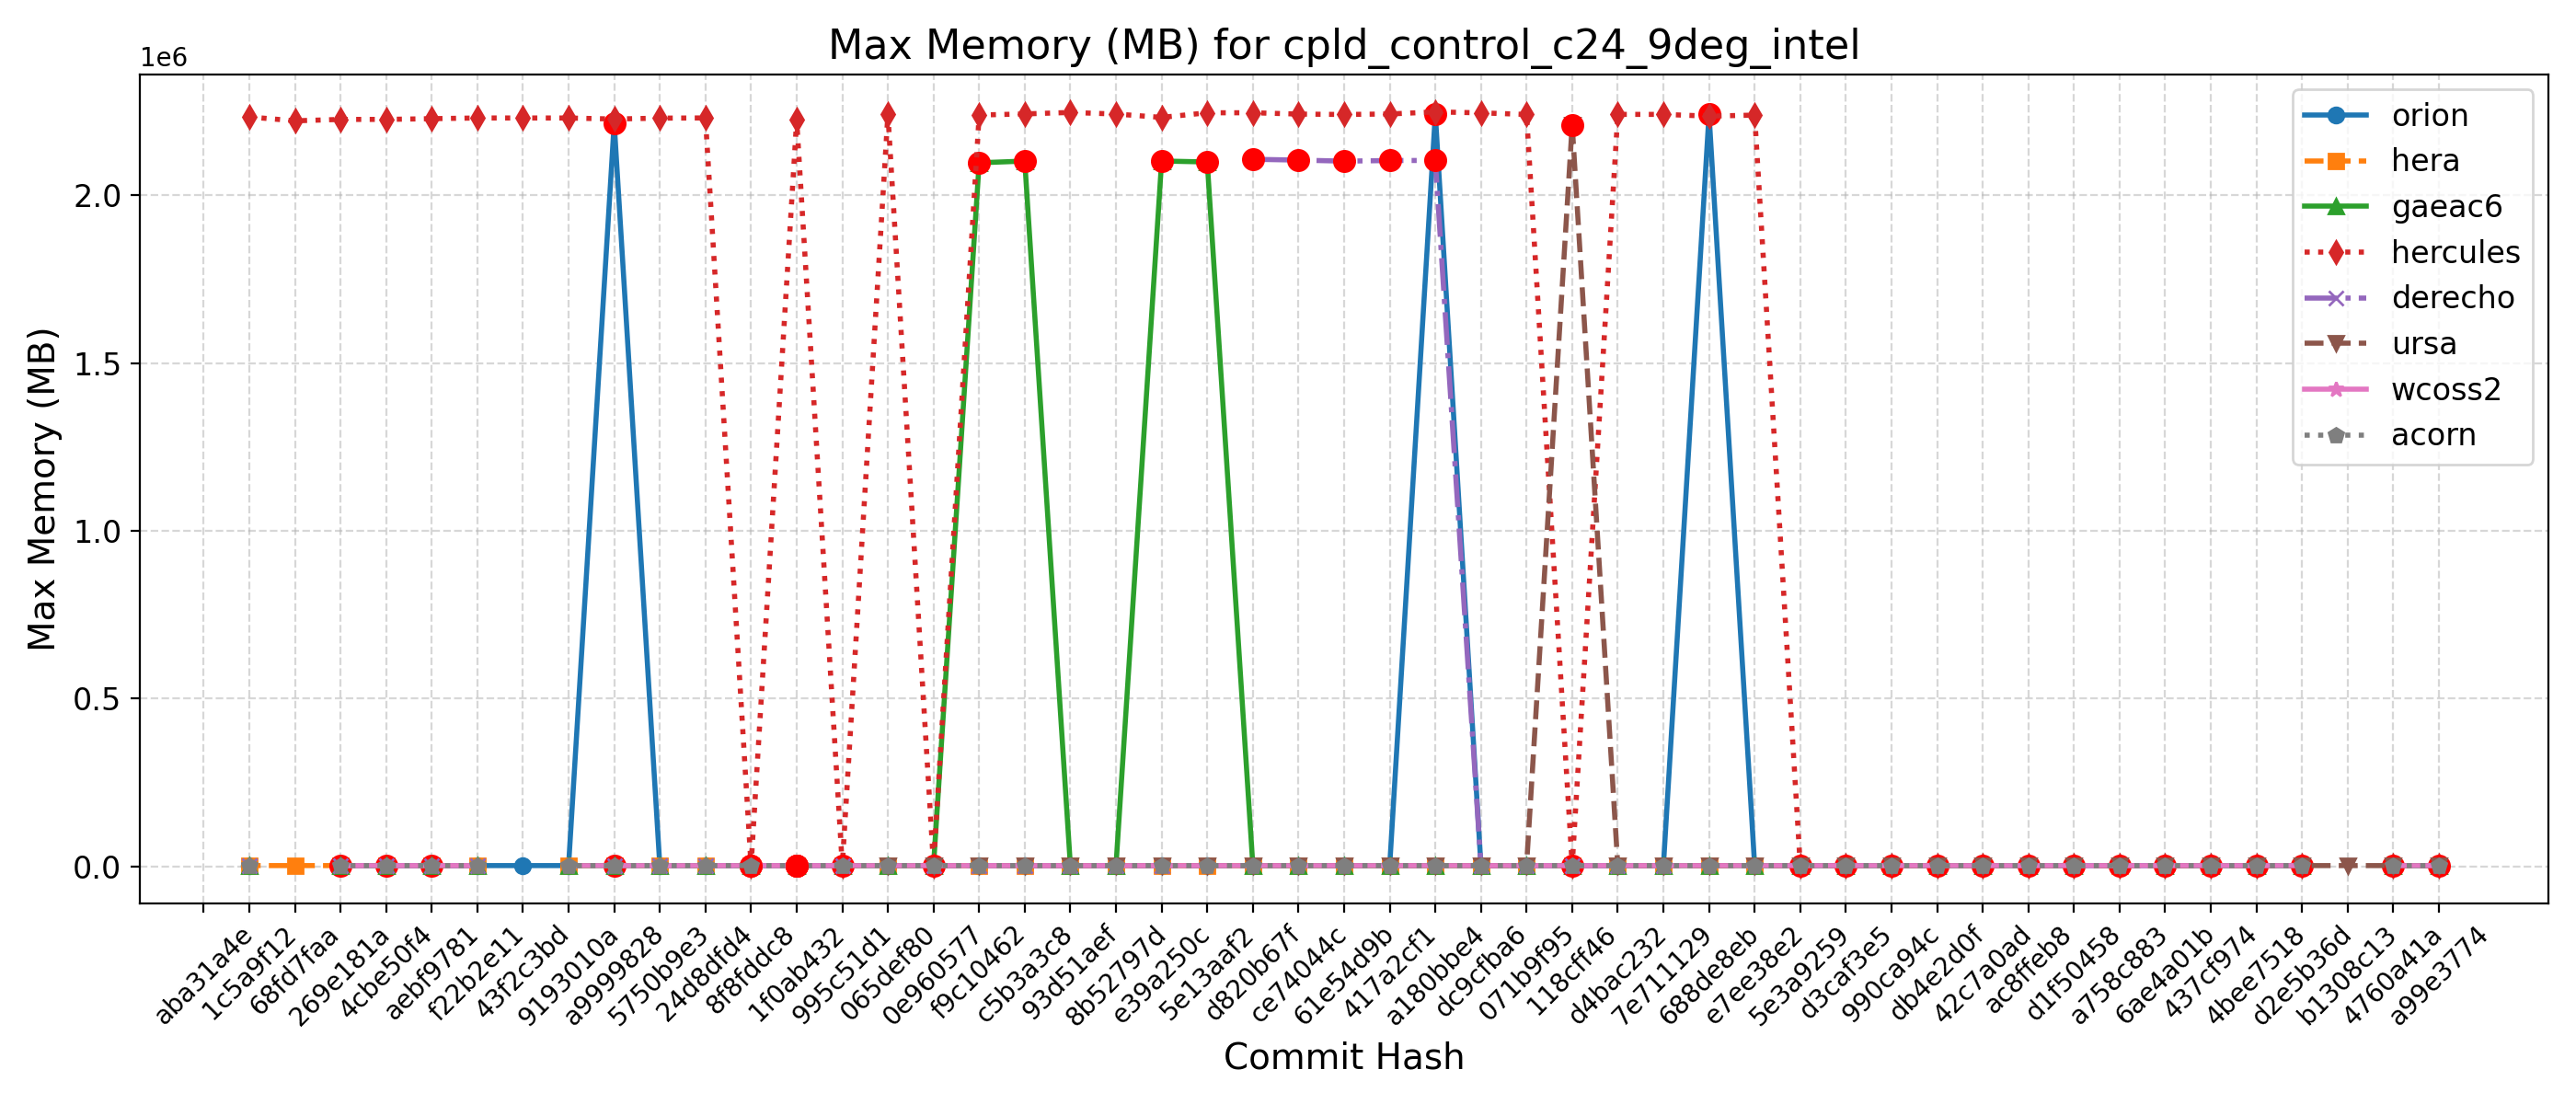 Max Memory (MB) for cpld_control_c24_9deg_intel
1e6
2.0
1.5
1.0
0.5
0.0
Max Memory (MB)
orion
hera
gaeac6
hercules
derecho
ursa
wcoss2
acorn
aba31a4e
1c5a9f12
68fd7faa
269e181a
4cbe50f4
aebf9781
f22b2e11
43f2c3bd
9193010a
a9999828
5750b9e3
24d8dfd4
8f8fddc8
1f0ab432
995c51d1
065def80
0e960577
f9c10462
c5b3a3c8
93d51aef
8b52797d
e39a250c
5e13aaf2
d820b67f
ce74044c
61e54d9b
417a2cf1
a180bbe4
dc9cfba6
071b9f95
118cff46
d4bac232
7e711129
688de8eb
e7ee38e2
5e3a9259
d3caf3e5
990ca94c
db4e2d0f
42c7a0ad
ac8ffeb8
d1f50458
a758c883
6ae4a01b
437cf974
4bee7518
d2e5b36d
b1308c13
4760a41a
a99e3774
Commit Hash